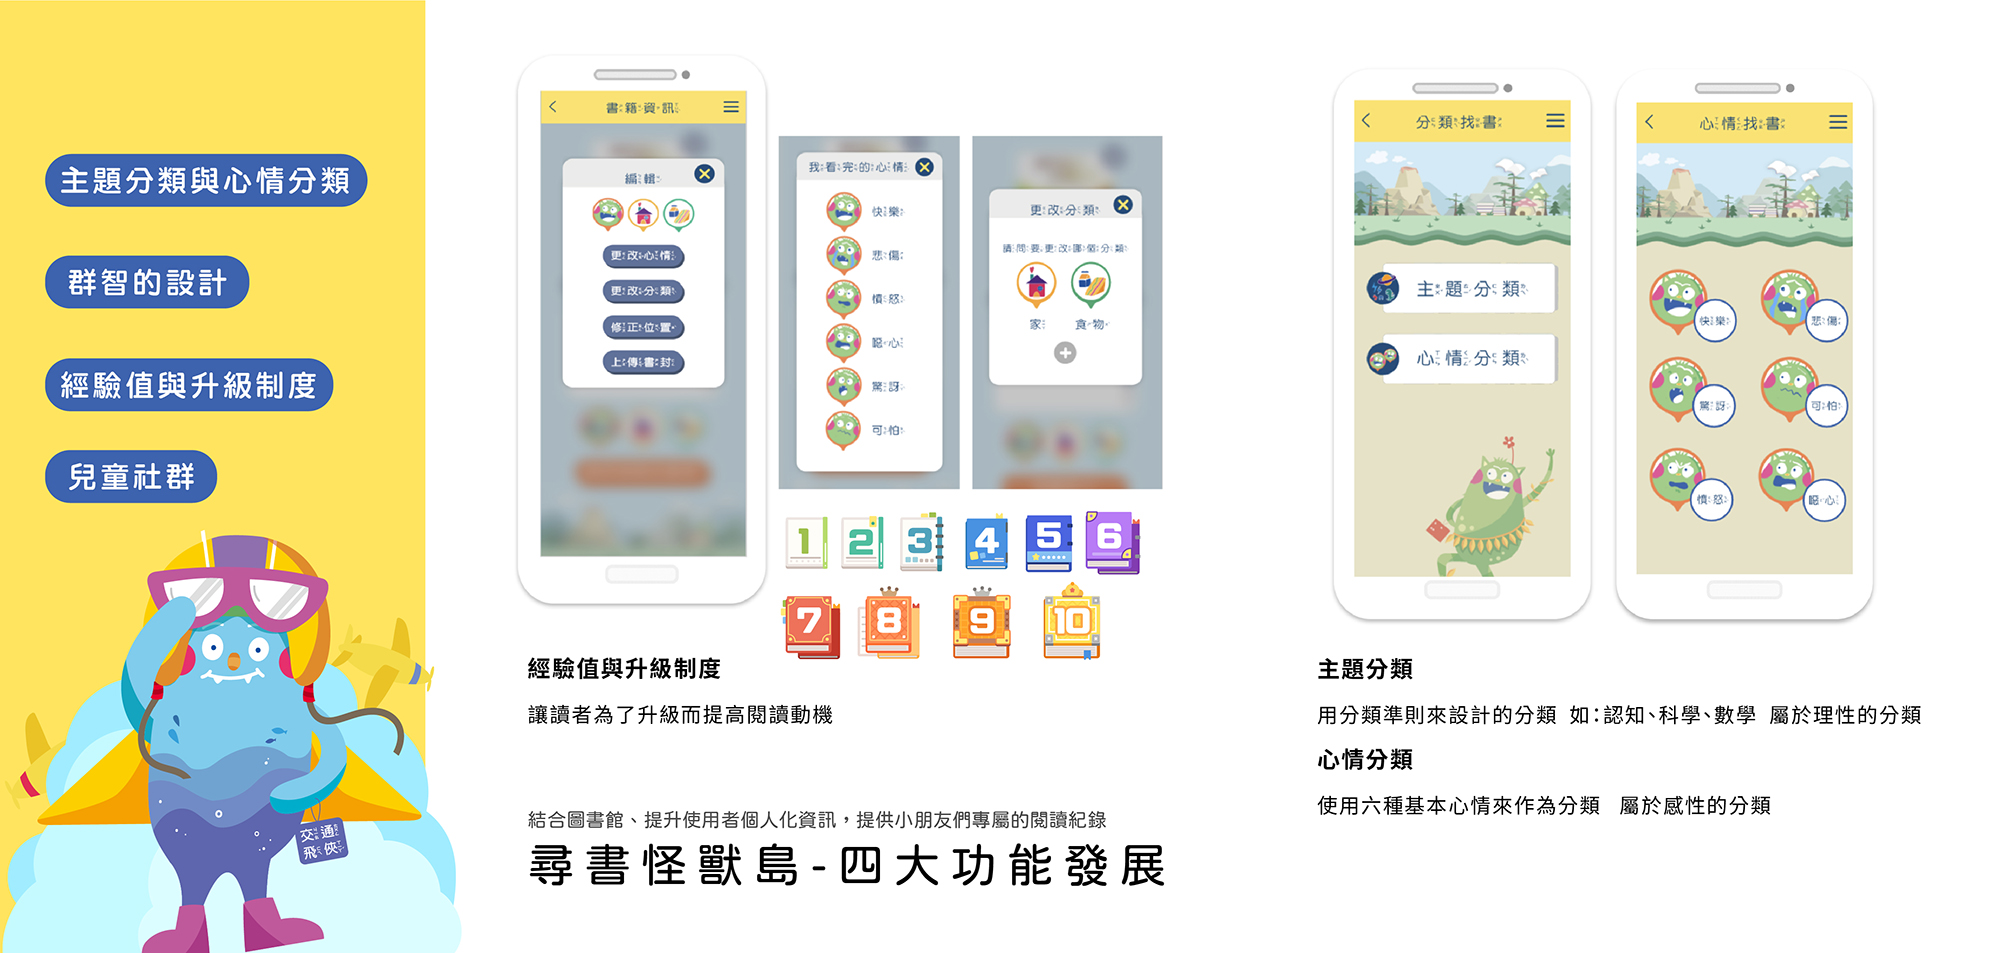 主題分類與心情分類
群智的設計
經驗值與升級制度
兒童社群
交通
飛俠
書籍資訊
編輯
更改心情
更改分類
修正位置
上傳書封
我看完的心情
快樂
悲傷
憤怒
噁心
驚訝
可怕
更改分類
請問要更改哪個分類
家
食物
1
2
3
4
5
6
7
8
9
10
經驗值與升級制度
讓讀者為了升級而提高閱讀動機
結合圖書館、提升使用者個人化資訊，提供小朋友們專屬的閱讀紀錄
尋書怪獸島-四大功能發展
分類找書
主題分類
心情分類
心情找書
快樂
悲傷
驚訝
可怕
憤怒
噁心
主題分類
用分類準則來設計的分類 如：認知、科學、數學 屬於理性的分類
心情分類
使用六種基本心情來作為分類 屬於感性的分類